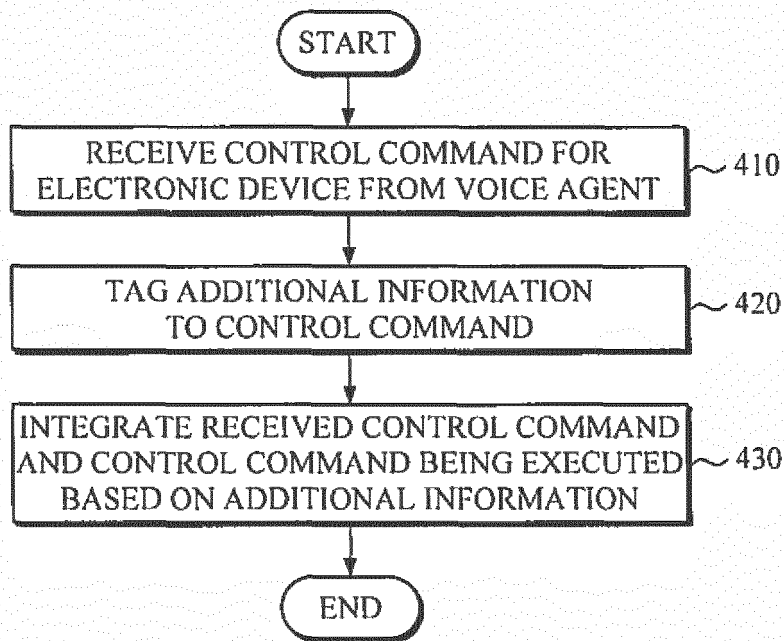 START
RECEIVE CONTROL COMMAND FOR
ELECTRONIC DEVICE FROM VOICE AGENT
410
TAG ADDITIONAL INFORMATION
TO CONTROL COMMAND
420
INTEGRATE RECEIVED CONTROL COMMAND
AND CONTROL COMMAND BEING EXECUTED
BASED ON ADDITIONAL INFORMATION
430
END